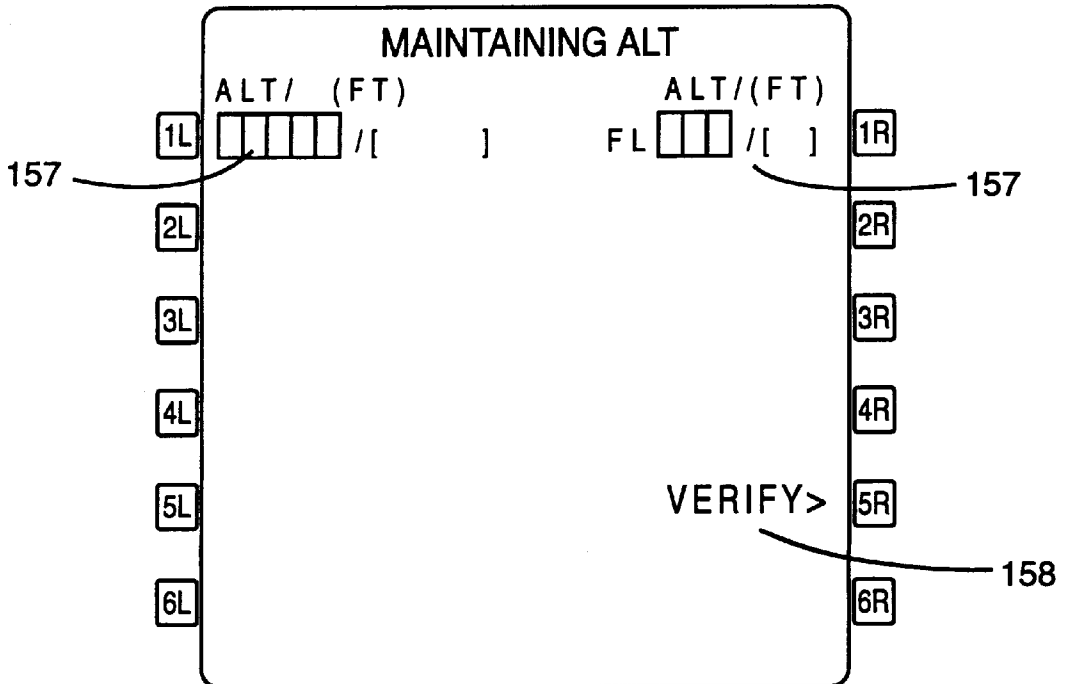 MAINTAINING ALT
ALT/ (FT) ALT/(FT)
1L /[ ] FL /[ ] 1R
157 157
2L 2R
3L 3R
4L 4R
5L VERIFY> 5R
158
6L 6R